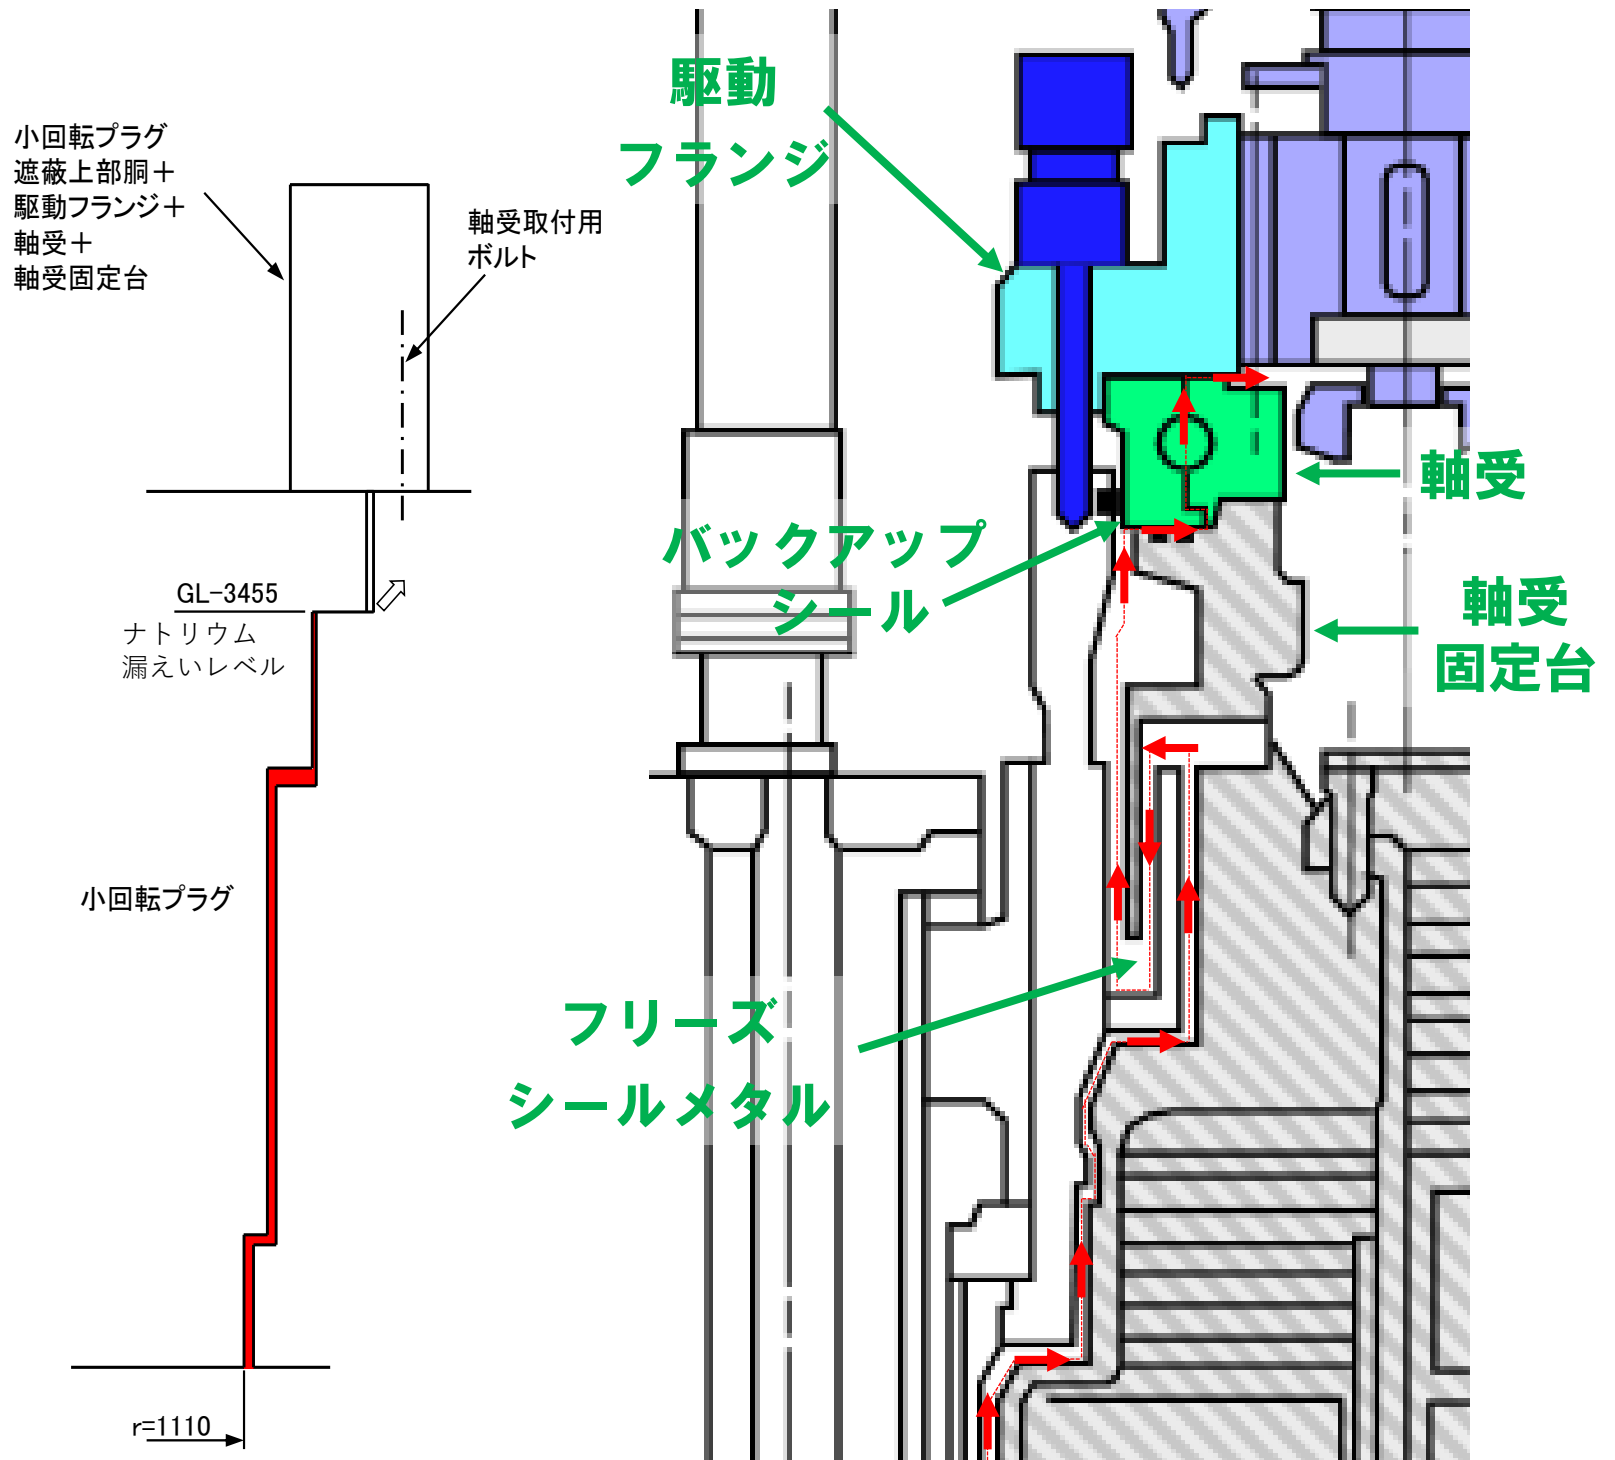 小回転プラグ
遮蔽上部胴＋
駆動フランジ＋
軸受＋
軸受固定台
軸受取付用
ボルト
GL-3455
ナトリウム
漏えいレベル
小回転プラグ
r=1110
駆動
フランジ
バックアップ
シール
軸受
軸受
固定台
フリーズ
シールメタル